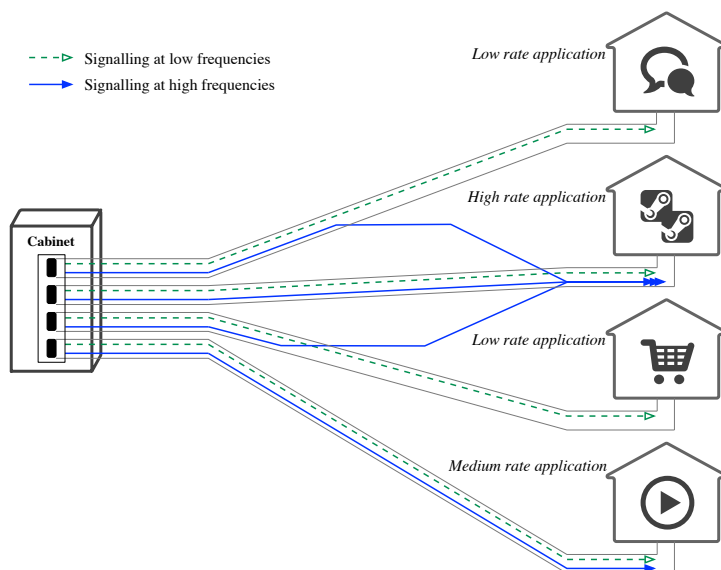 Low rate application
Signalling at low frequencies
Signalling at high frequencies
High rate application
Cabinet
Low rate application
Medium rate application